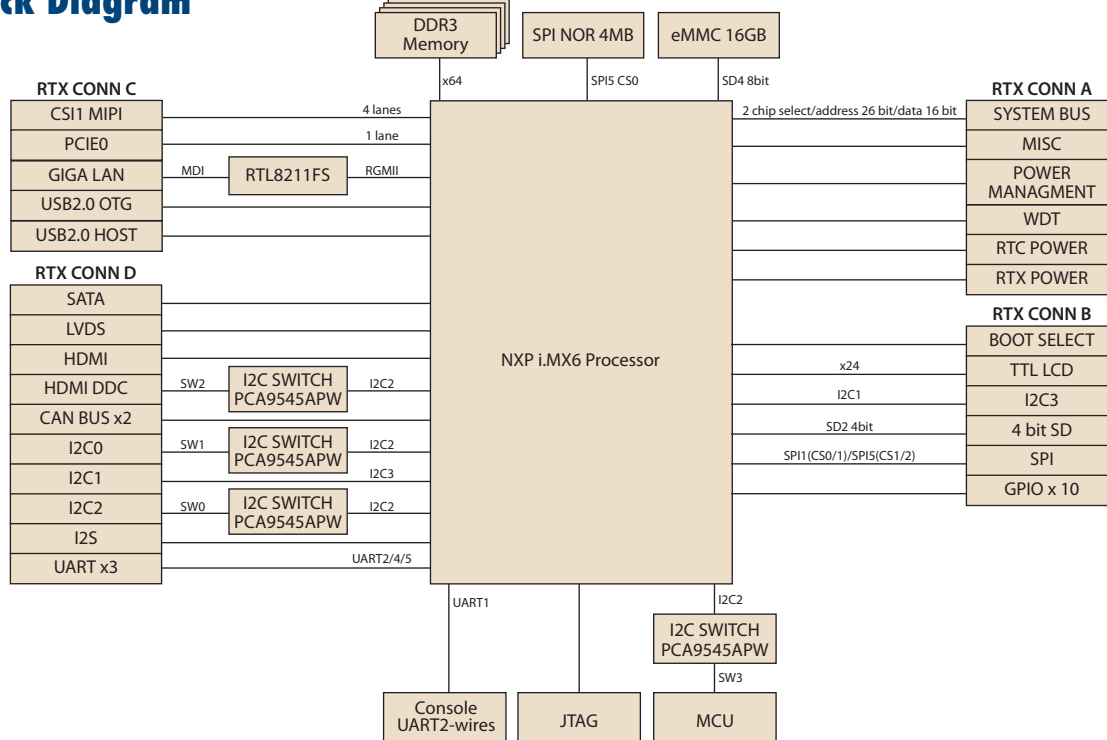 ck Diagram
DDR3
Memory
SPI NOR 4MB
eMMC 16GB
x64
SPI5 CS0
SD4 8bit
RTX CONN C
CSI1 MIPI
4 lanes
PCIE0
1 lane
GIGA LAN
MDI
RTL8211FS
RGMII
USB2.0 OTG
USB2.0 HOST
RTX CONN D
SATA
LVDS
HDMI
HDMI DDC
SW2
I2C SWITCH
PCA9545APW
I2C2
CAN BUS x2
I2C0
SW1
I2C SWITCH
PCA9545APW
I2C2
I2C1
I2C3
I2C2
SW0
I2C SWITCH
PCA9545APW
I2C2
I2S
UART x3
UART2/4/5
NXP i.MX6 Processor
RTX CONN A
2 chip select/address 26 bit/data 16 bit
SYSTEM BUS
MISC
POWER
MANAGMENT
WDT
RTC POWER
RTX POWER
RTX CONN B
BOOT SELECT
x24
TTL LCD
I2C1
I2C3
SD2 4bit
4 bit SD
SPI1(CS0/1)/SPI5(CS1/2)
SPI
GPIO x 10
UART1
I2C2
I2C SWITCH
PCA9545APW
SW3
Console
UART2-wires
JTAG
MCU